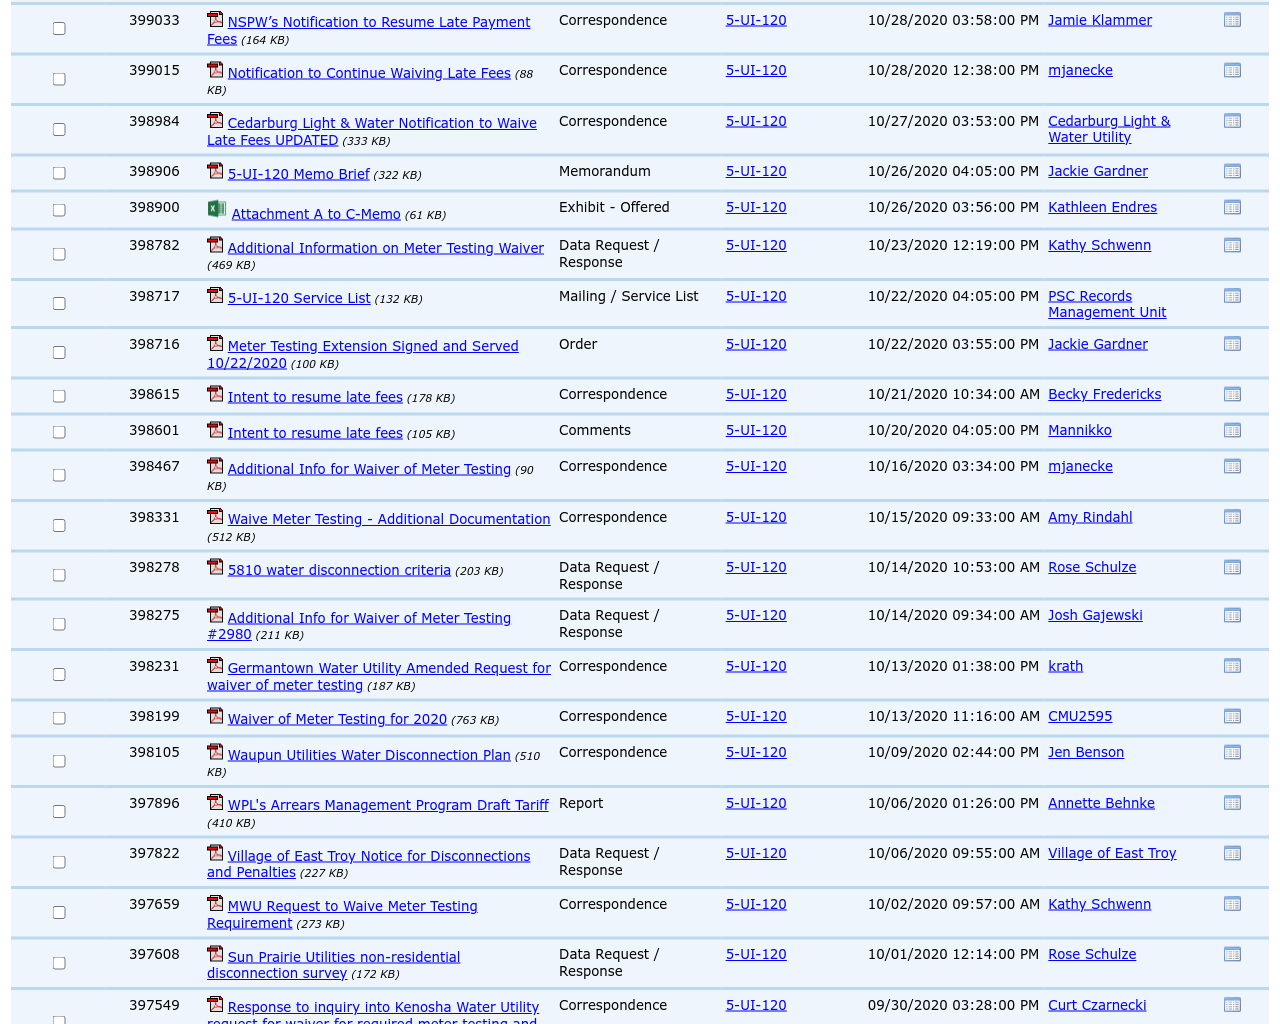 399033 NSPW’s Notification to Resume Late Payment Correspondence 5-UI-120 10/28/2020 03:58:00 PM Jamie Klammer
Fees (164 KB)
399015 Notification to Continue Waiving Late Fees (88 Correspondence 5-UI-120 10/28/2020 12:38:00 PM mjanecke
KB)
398984 Cedarburg Light & Water Notification to Waive Correspondence 5-UI-120 10/27/2020 03:53:00 PM Cedarburg Light &
Late Fees UPDATED (333 KB) Water Utility
398906 5-UI-120 Memo Brief (322 KB) Memorandum 5-UI-120 10/26/2020 04:05:00 PM Jackie Gardner
398900 Attachment A to C-Memo (61 KB) Exhibit - Offered 5-UI-120 10/26/2020 03:56:00 PM Kathleen Endres
398782 Additional Information on Meter Testing Waiver Data Request / 5-UI-120 10/23/2020 12:19:00 PM Kathy Schwenn
(469 KB) Response
398717 5-UI-120 Service List (132 KB) Mailing / Service List 5-UI-120 10/22/2020 04:05:00 PM PSC Records
Management Unit
398716 Meter Testing Extension Signed and Served Order 5-UI-120 10/22/2020 03:55:00 PM Jackie Gardner
10/22/2020 (100 KB)
398615 Intent to resume late fees (178 KB) Correspondence 5-UI-120 10/21/2020 10:34:00 AM Becky Fredericks
398601 Intent to resume late fees (105 KB) Comments 5-UI-120 10/20/2020 04:05:00 PM Mannikko
398467 Additional Info for Waiver of Meter Testing (90 Correspondence 5-UI-120 10/16/2020 03:34:00 PM mjanecke
KB)
398331 Waive Meter Testing - Additional Documentation Correspondence 5-UI-120 10/15/2020 09:33:00 AM Amy Rindahl
(512 KB)
398278 5810 water disconnection criteria (203 KB) Data Request / 5-UI-120 10/14/2020 10:53:00 AM Rose Schulze
Response
398275 Additional Info for Waiver of Meter Testing Data Request / 5-UI-120 10/14/2020 09:34:00 AM Josh Gajewski
#2980 (211 KB) Response
398231 Germantown Water Utility Amended Request for Correspondence 5-UI-120 10/13/2020 01:38:00 PM krath
waiver of meter testing (187 KB)
398199 Waiver of Meter Testing for 2020 (763 KB) Correspondence 5-UI-120 10/13/2020 11:16:00 AM CMU2595
398105 Waupun Utilities Water Disconnection Plan (510 Correspondence 5-UI-120 10/09/2020 02:44:00 PM Jen Benson
KB)
397896 WPL's Arrears Management Program Draft Tariff Report 5-UI-120 10/06/2020 01:26:00 PM Annette Behnke
(410 KB)
397822 Village of East Troy Notice for Disconnections Data Request / 5-UI-120 10/06/2020 09:55:00 AM Village of East Troy
and Penalties (227 KB) Response
397659 MWU Request to Waive Meter Testing Correspondence 5-UI-120 10/02/2020 09:57:00 AM Kathy Schwenn
Requirement (273 KB)
397608 Sun Prairie Utilities non-residential Data Request / 5-UI-120 10/01/2020 12:14:00 PM Rose Schulze
disconnection survey (172 KB) Response
397549 Response to inquiry into Kenosha Water Utility Correspondence 5-UI-120 09/30/2020 03:28:00 PM Curt Czarnecki
request for waiver for required meter testing and